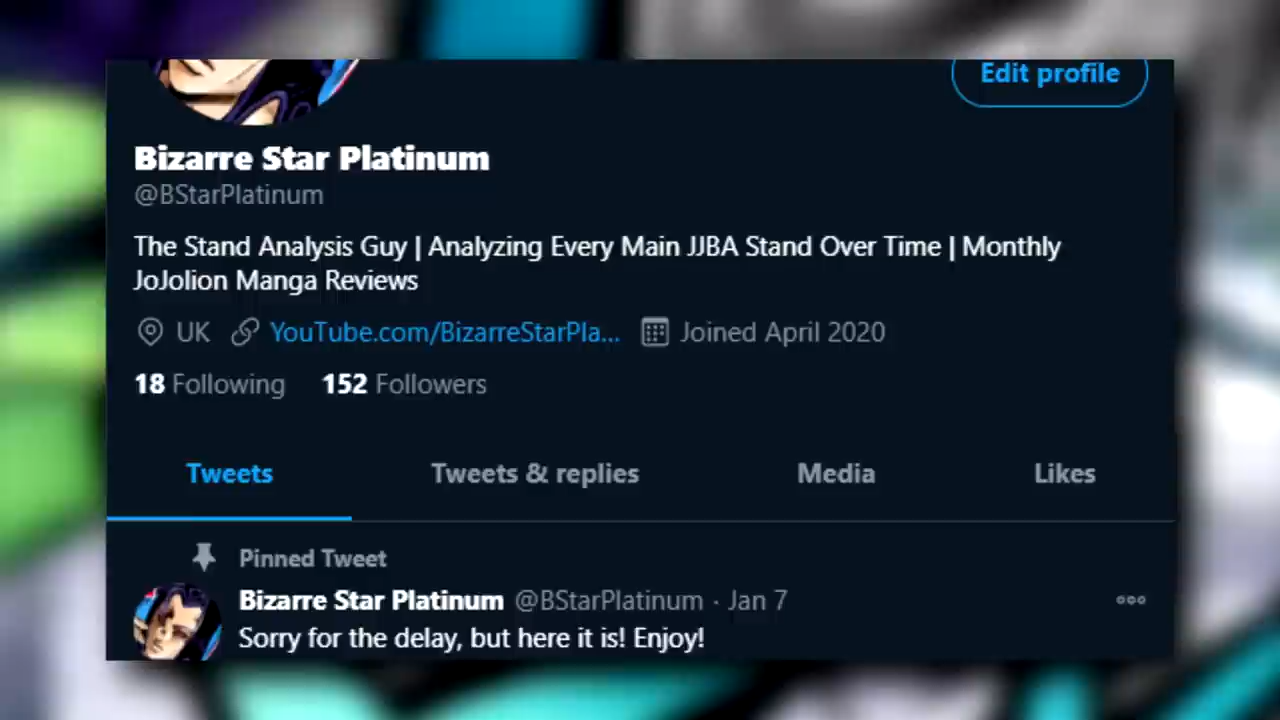 Edit profile
Bizarre Star Platinum
@BStarPlatinum
The Stand Analysis Guy | Analyzing Every Main JJBA Stand Over Time | Monthly
JoJolion Manga Reviews
UK YouTube.com/BizarreStarPla... Joined April 2020
18 Following 152 Followers
Tweets Tweets & replies Media Likes
Pinned Tweet
Bizarre Star Platinum @BStarPlatinum · Jan 7
Sorry for the delay, but here it is! Enjoy!